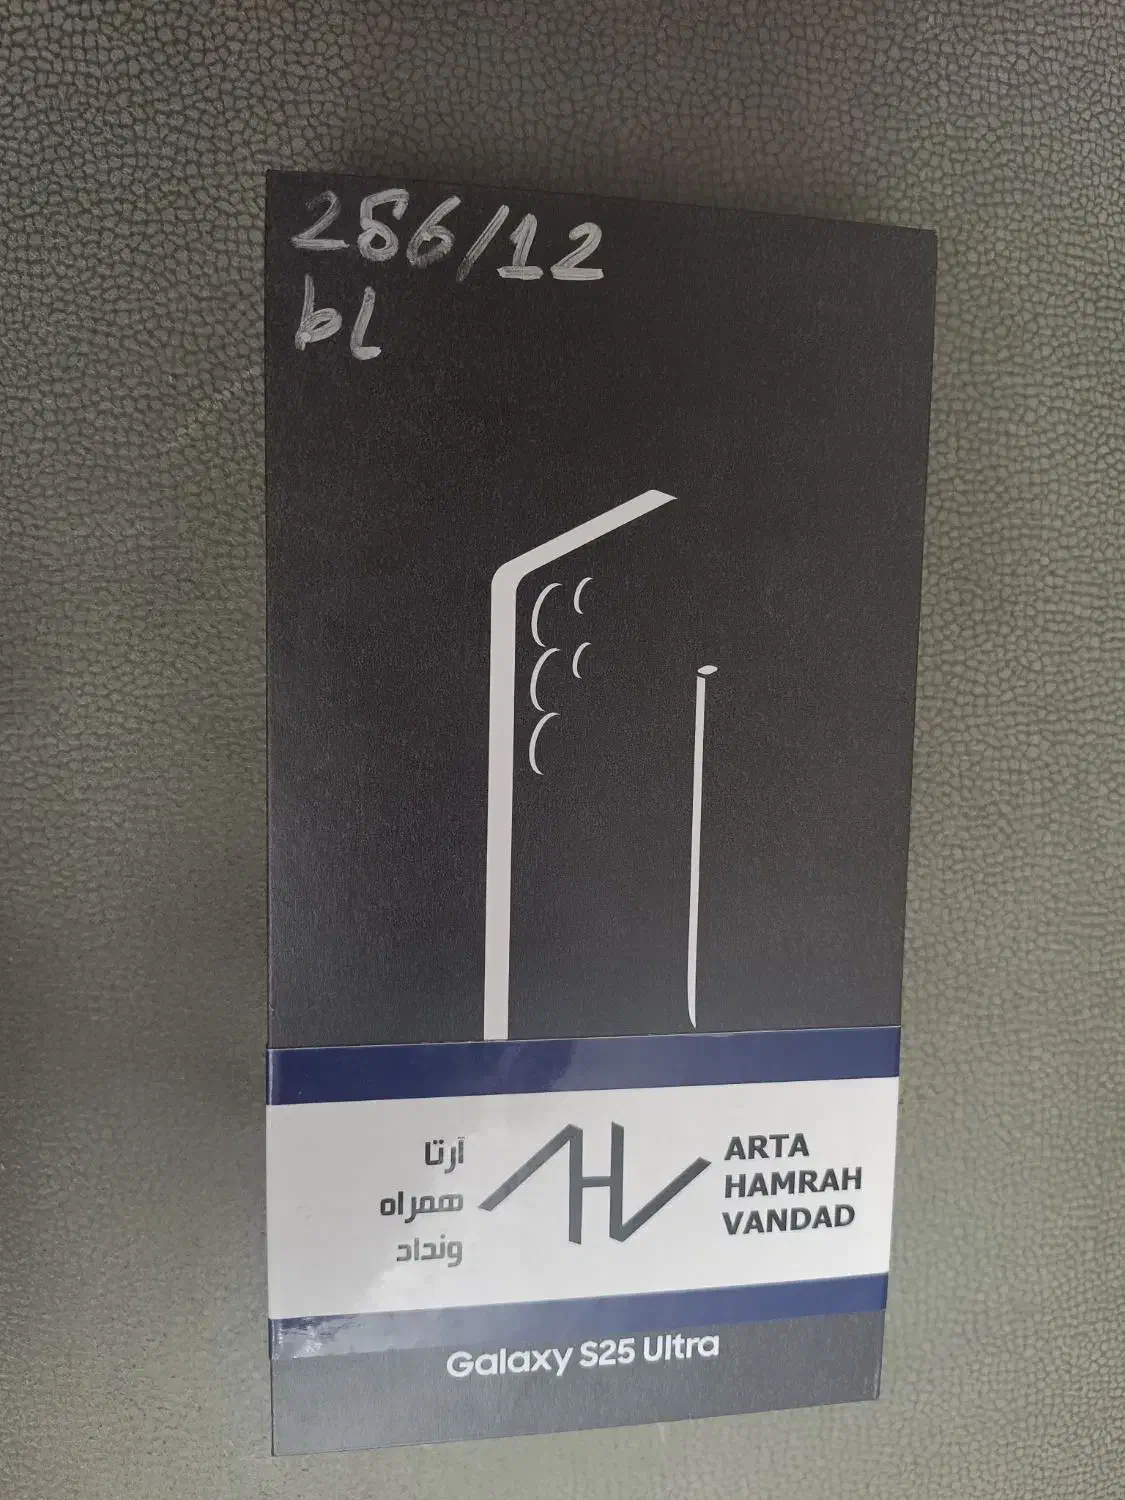 256/12
bl
آرتا
همراه
ونداد
AHV
ARTA
HAMRAH
VANDAD
Galaxy S25 Ultra